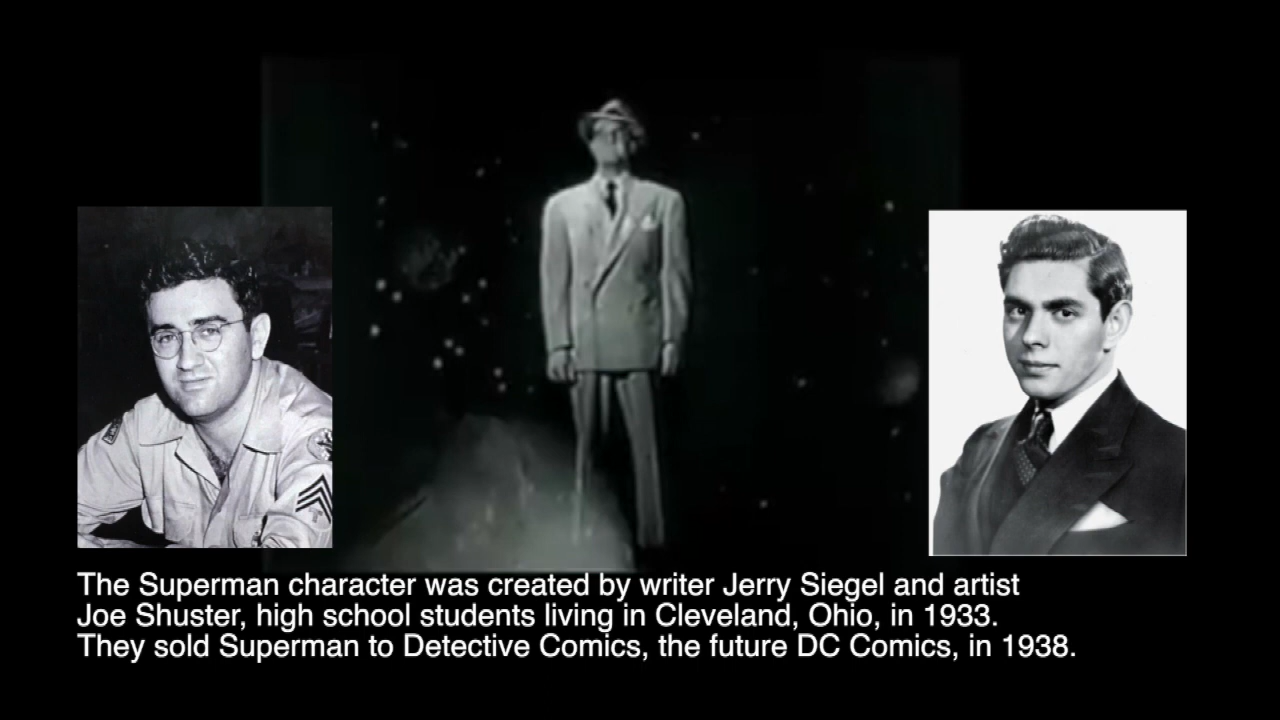 The Superman character was created by writer Jerry Siegel and artist
Joe Shuster, high school students living in Cleveland, Ohio, in 1933.
They sold Superman to Detective Comics, the future DC Comics, in 1938.